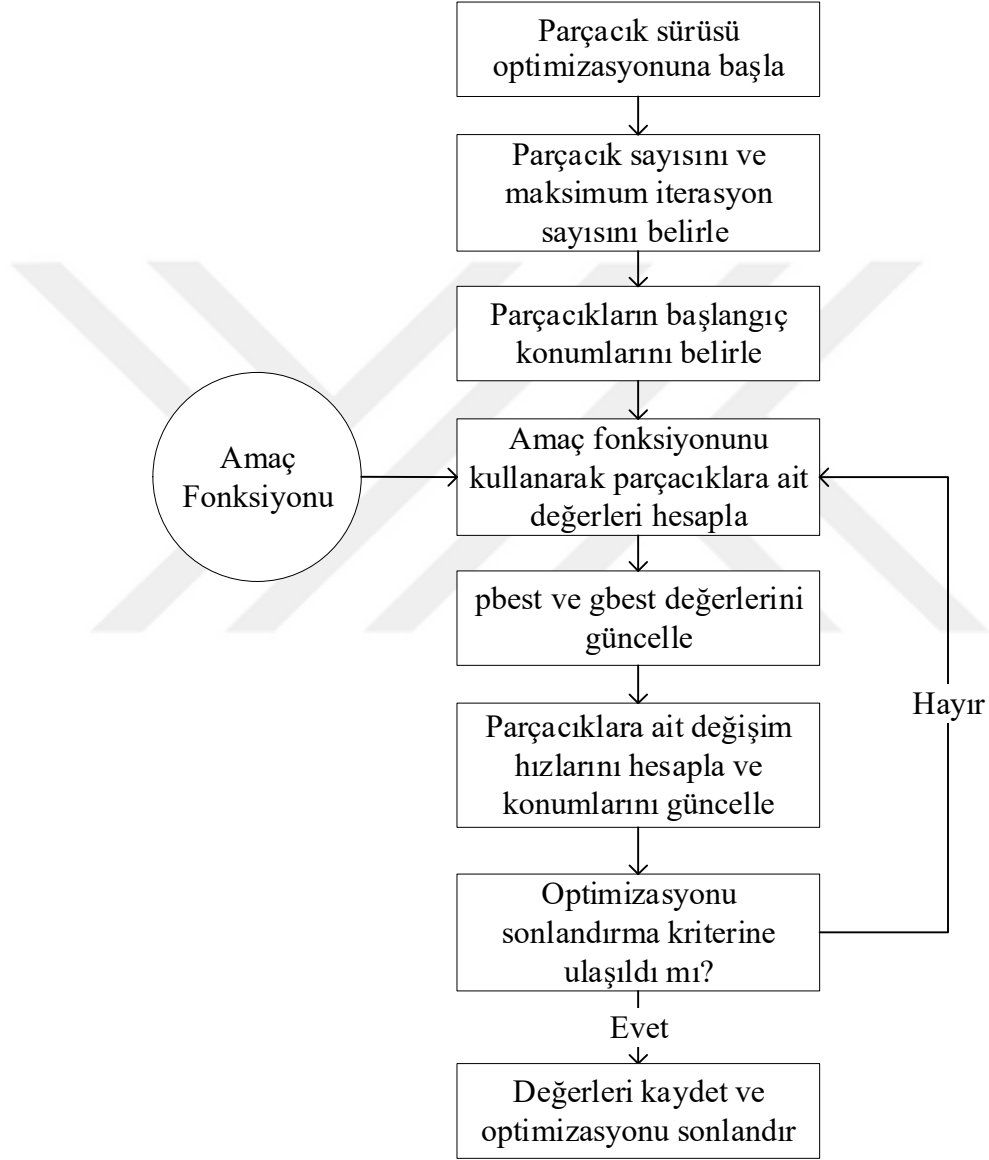 Parçacık sürüsü
optimizasyonuna başla
Parçacık sayısını ve
maksimum iterasyon
sayısını belirle
Parçacıkların başlangıç
konumlarını belirle
Amaç
Fonksiyonu
Amaç fonksiyonunu
kullanarak parçacıklara ait
değerleri hesapla
pbest ve gbest değerlerini
güncelle
Parçacıklara ait değişim
hızlarını hesapla ve
konumlarını güncelle
Hayır
Optimizasyonu
sonlandırma kriterine
ulaşıldı mı?
Evet
Değerleri kaydet ve
optimizasyonu sonlandır